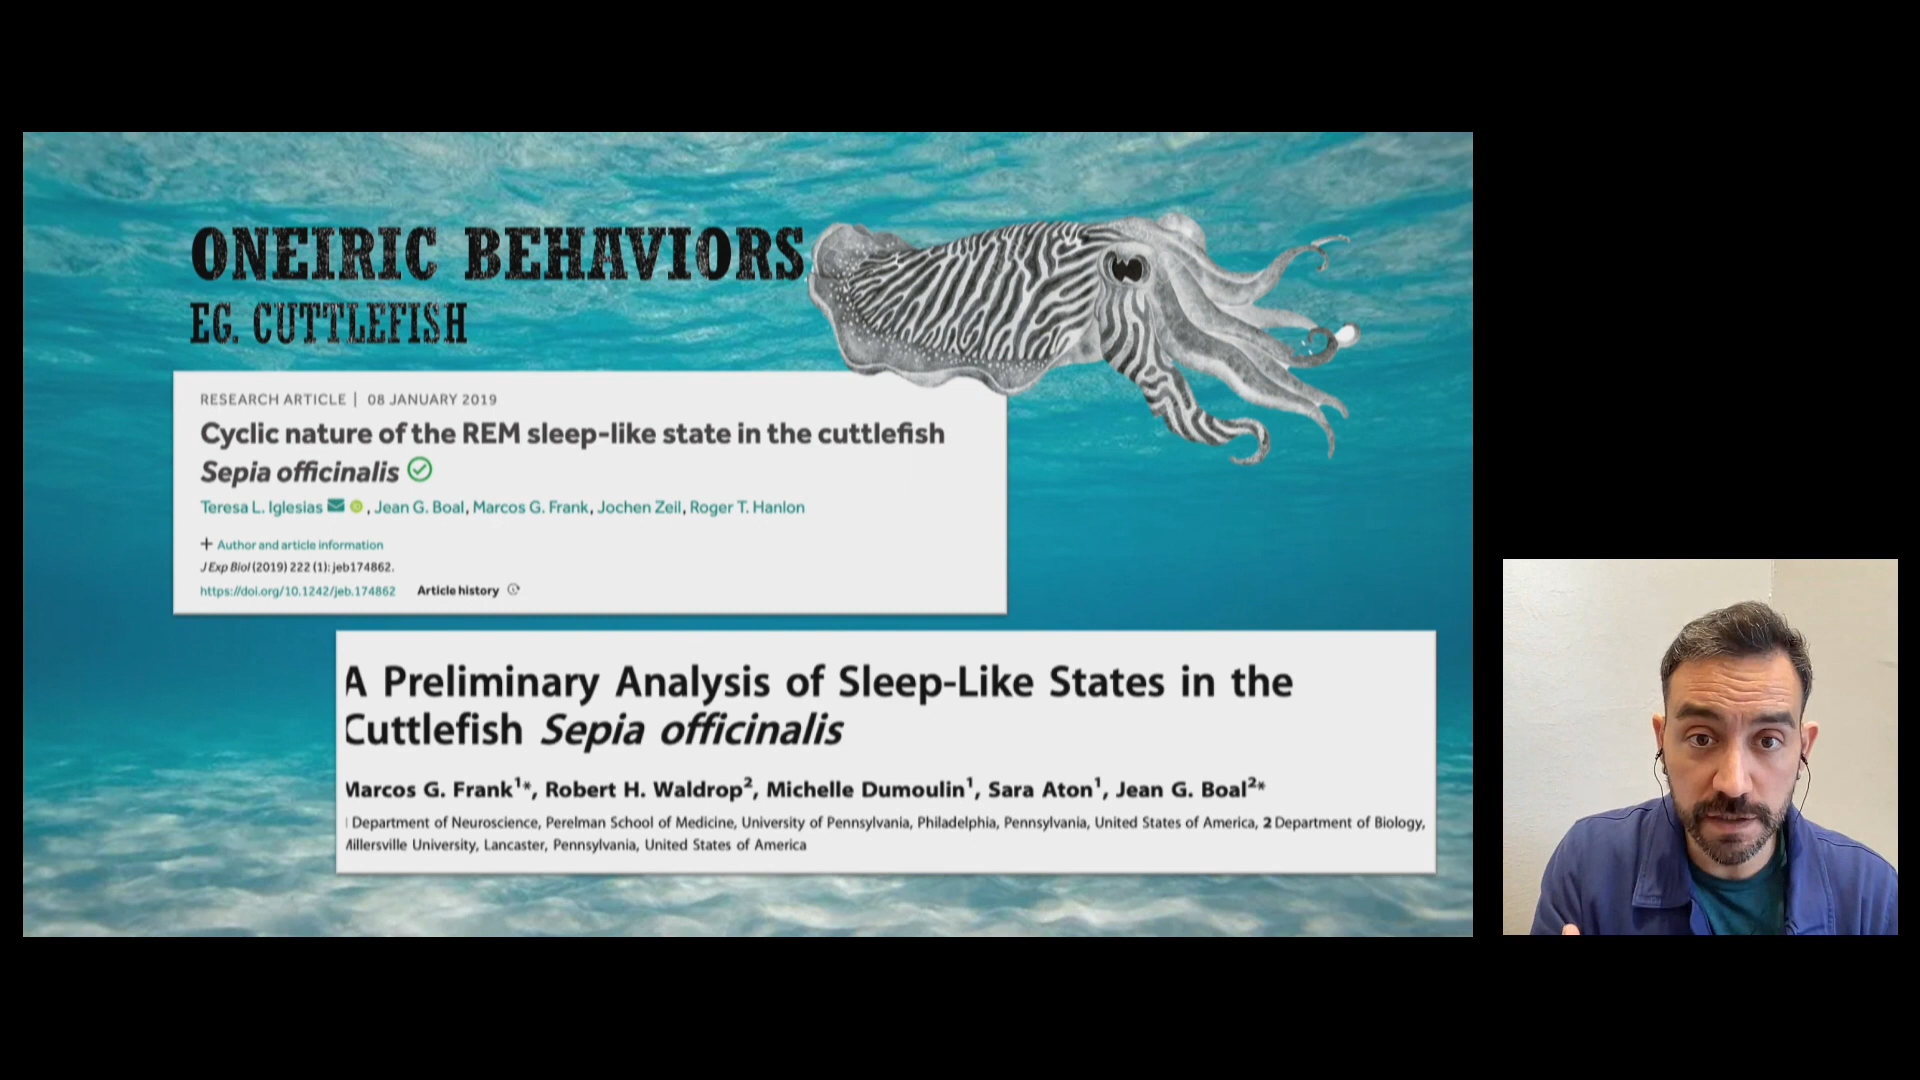 ONEIRIC BEHAVIORS
EG. CUTTLEFISH
RESEARCH ARTICLE | 08 JANUARY 2019
Cyclic nature of the REM sleep-like state in the cuttlefish
Sepia officinalis
Teresa L. Iglesias , Jean G. Boal, Marcos G. Frank, Jochen Zeil, Roger T. Hanlon
+ Author and article information
J Exp Biol (2019) 222 (1): jeb174862.
https://doi.org/10.1242/jeb.174862 Article history
A Preliminary Analysis of Sleep-Like States in the
Cuttlefish Sepia officinalis
Marcos G. Frank1*, Robert H. Waldrop2, Michelle Dumoulin1, Sara Aton1, Jean G. Boal2*
Department of Neuroscience, Perelman School of Medicine, University of Pennsylvania, Philadelphia, Pennsylvania, United States of America, 2 Department of Biology,
Millersville University, Lancaster, Pennsylvania, United States of America